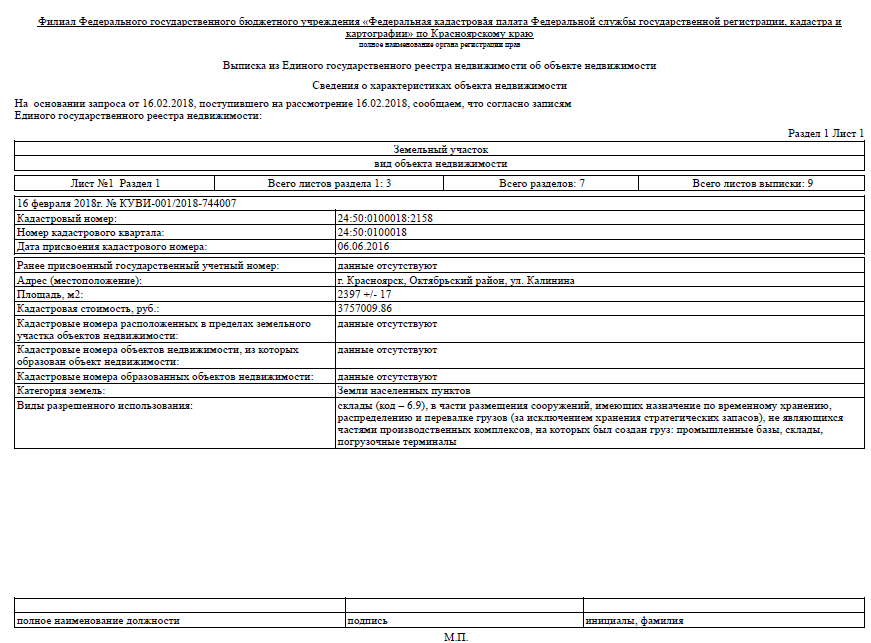 Филиал Федерального государственного бюджетного учреждения «Федеральная кадастровая палата Федеральной службы государственной регистрации, кадастра и
картографии» по Красноярскому краю
полное наименование органа регистрации прав
Выписка из Единого государственного реестра недвижимости об объекте недвижимости
Сведения о характеристиках объекта недвижимости
На основании запроса от 16.02.2018, поступившего на рассмотрение 16.02.2018, сообщаем, что согласно записям
Единого государственного реестра недвижимости:
Раздел 1 Лист 1
Земельный участок
вид объекта недвижимости
Лист №1 Раздел 1 Всего листов раздела 1: 3 Всего разделов: 7 Всего листов выписки: 9
16 февраля 2018г. № КУВИ-001/2018-744007
Кадастровый номер: 24:50:0100018:2158
Номер кадастрового квартала: 24:50:0100018
Дата присвоения кадастрового номера: 06.06.2016
Ранее присвоенный государственный учетный номер: данные отсутствуют
Адрес (местоположение): г. Красноярск, Октябрьский район, ул. Калинина
Площадь, м2: 2397 +/- 17
Кадастровая стоимость, руб.: 3757009.86
Кадастровые номера расположенных в пределах земельного данные отсутствуют
участка объектов недвижимости:
Кадастровые номера объектов недвижимости, из которых данные отсутствуют
образован объект недвижимости:
Кадастровые номера образованных объектов недвижимости: данные отсутствуют
Категория земель: Земли населенных пунктов
Виды разрешенного использования: склады (код – 6.9), в части размещения сооружений, имеющих назначение по временному хранению,
распределению и перевалке грузов (за исключением хранения стратегических запасов), не являющихся
частями производственных комплексов, на которых был создан груз: промышленные базы, склады,
погрузочные терминалы
полное наименование должности подпись инициалы, фамилия
М.П.